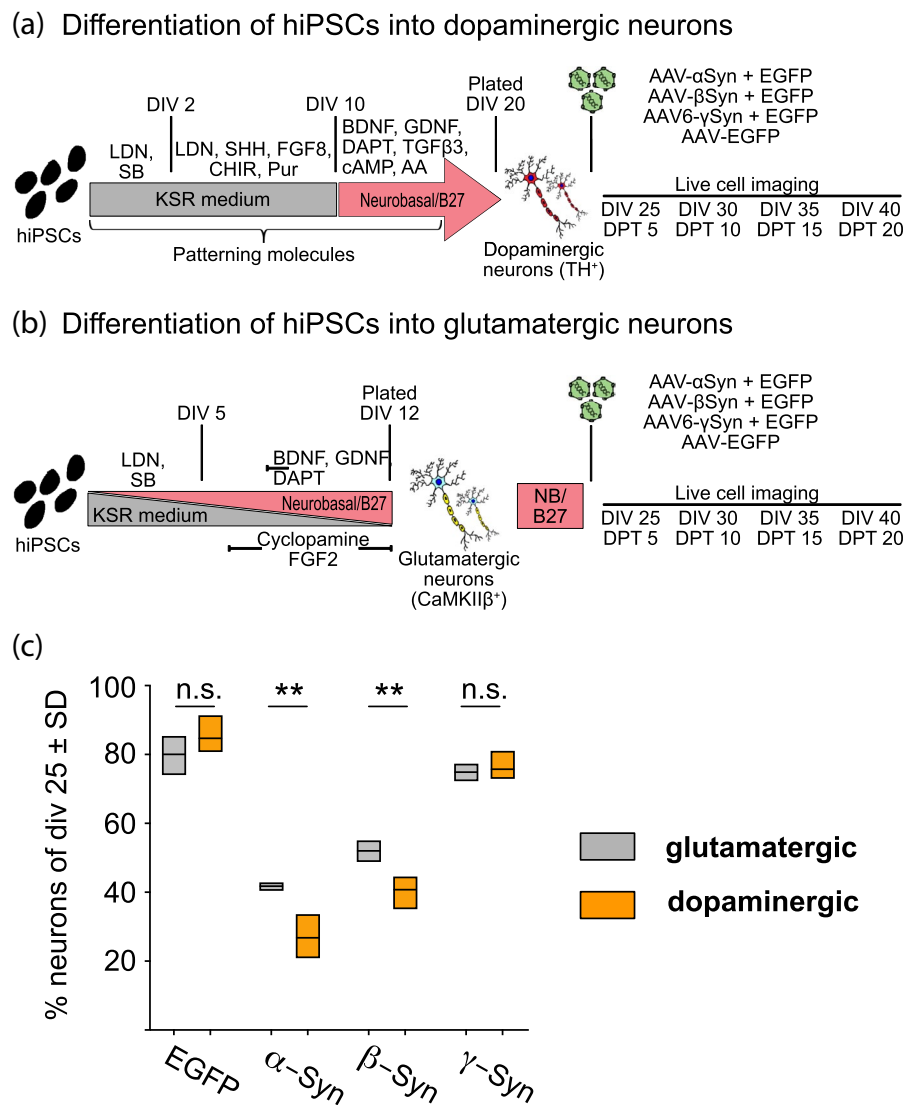 (a) Differentiation of hiPSCs into dopaminergic neurons
Plated
DIV 2
DIV 10
DIV 20
AAV-αSyn + EGFP
AAV-βSyn + EGFP
AAV6-γSyn + EGFP
AAV-EGFP
LDN,
SB
LDN, SHH, FGF8,
CHIR, Pur
BDNF, GDNF,
DAPT, TGFβ3,
cAMP, AA
KSR medium
Neurobasal/B27
hiPSCs
Patterning molecules
Dopaminergic
neurons (TH⁺)
Live cell imaging
DIV 25 DIV 30 DIV 35 DIV 40
DPT 5 DPT 10 DPT 15 DPT 20
(b) Differentiation of hiPSCs into glutamatergic neurons
Plated
DIV 5
DIV 12
AAV-αSyn + EGFP
AAV-βSyn + EGFP
AAV6-γSyn + EGFP
AAV-EGFP
LDN,
SB
BDNF, GDNF
DAPT
Neurobasal/B27
KSR medium
hiPSCs
Cyclopamine
FGF2
Glutamatergic
neurons
(CaMKIIβ⁺)
NB/
B27
Live cell imaging
DIV 25 DIV 30 DIV 35 DIV 40
DPT 5 DPT 10 DPT 15 DPT 20
(c)
% neurons of div 25 ± SD
100
80
60
40
20
n.s. ** ** n.s.
EGFP α-Syn β-Syn γ-Syn
glutamatergic
dopaminergic